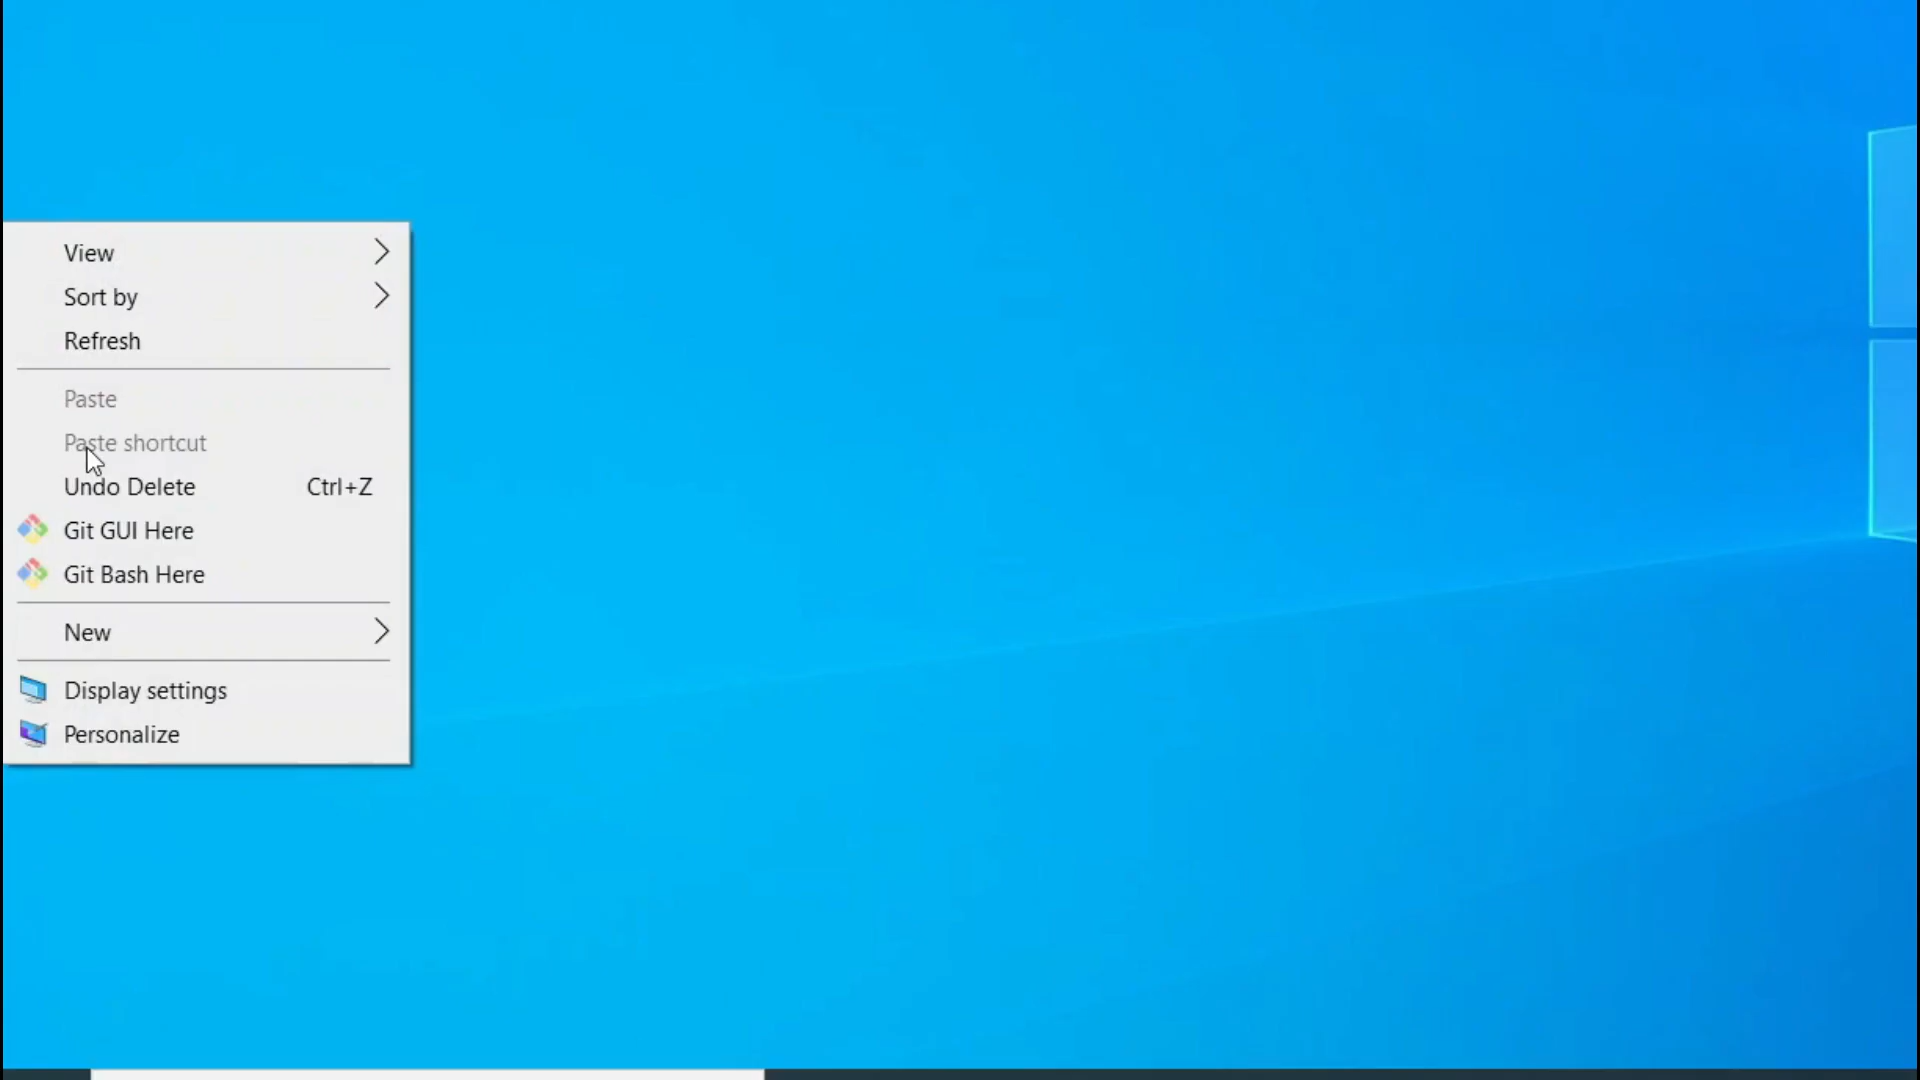 View
Sort by
Refresh
Paste
Paste shortcut
Undo Delete Ctrl+Z
Git GUI Here
Git Bash Here
New
Display settings
Personalize